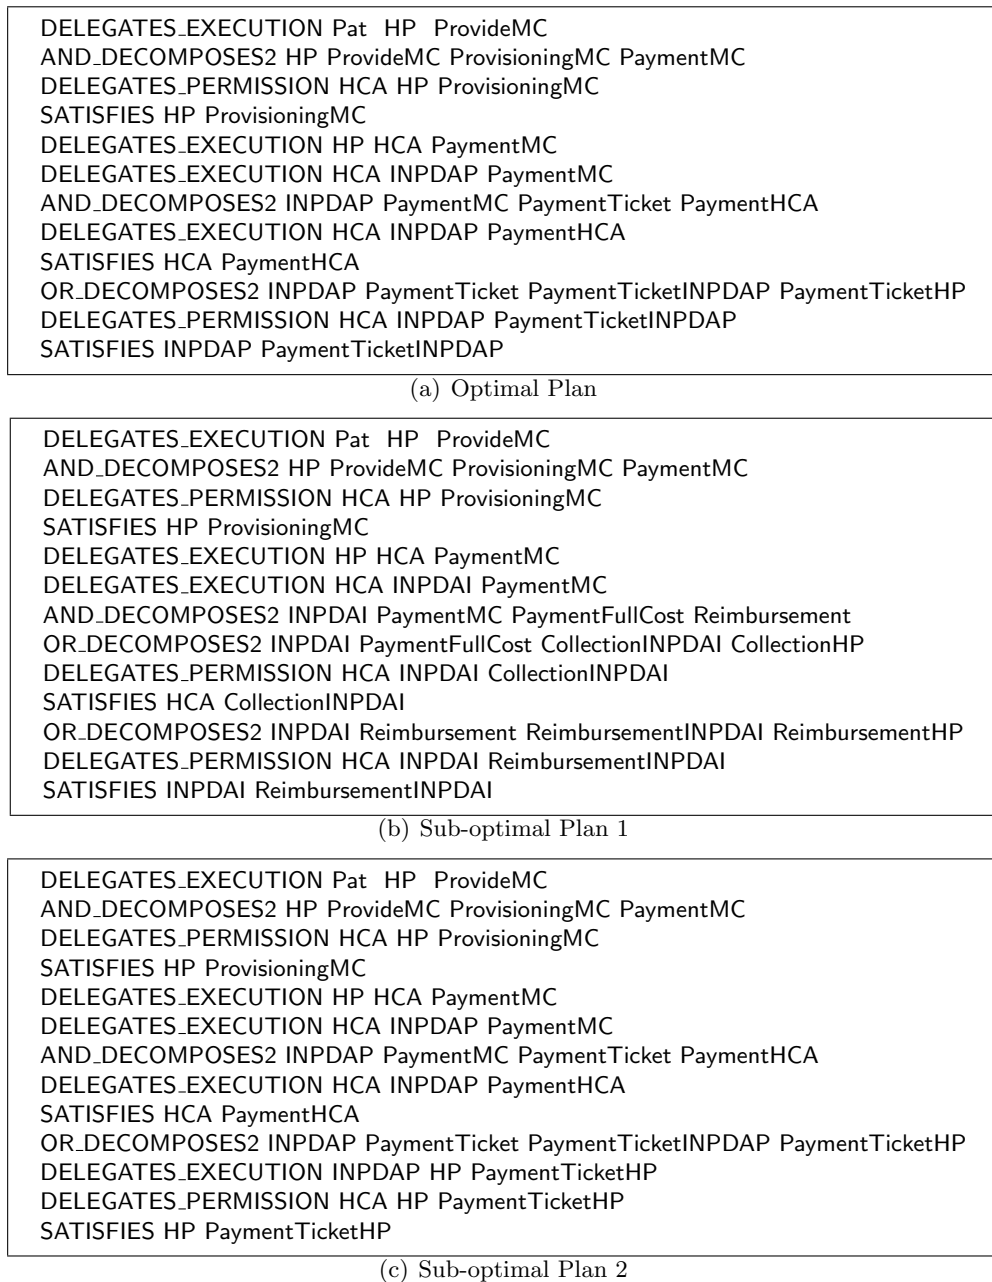 DELEGATES_EXECUTION Pat HP ProvideMC
AND_DECOMPOSES2 HP ProvideMC ProvisioningMC PaymentMC
DELEGATES_PERMISSION HCA HP ProvisioningMC
SATISFIES HP ProvisioningMC
DELEGATES_EXECUTION HP HCA PaymentMC
DELEGATES_EXECUTION HCA INPDAP PaymentMC
AND_DECOMPOSES2 INPDAP PaymentMC PaymentTicket PaymentHCA
DELEGATES_EXECUTION HCA INPDAP PaymentHCA
SATISFIES HCA PaymentHCA
OR_DECOMPOSES2 INPDAP PaymentTicket PaymentTicketINPDAP PaymentTicketHP
DELEGATES_PERMISSION HCA INPDAP PaymentTicketINPDAP
SATISFIES INPDAP PaymentTicketINPDAP
(a) Optimal Plan
DELEGATES_EXECUTION Pat HP ProvideMC
AND_DECOMPOSES2 HP ProvideMC ProvisioningMC PaymentMC
DELEGATES_PERMISSION HCA HP ProvisioningMC
SATISFIES HP ProvisioningMC
DELEGATES_EXECUTION HP HCA PaymentMC
DELEGATES_EXECUTION HCA INPDAI PaymentMC
AND_DECOMPOSES2 INPDAI PaymentMC PaymentFullCost Reimbursement
OR_DECOMPOSES2 INPDAI PaymentFullCost CollectionINPDAI CollectionHP
DELEGATES_PERMISSION HCA INPDAI CollectionINPDAI
SATISFIES HCA CollectionINPDAI
OR_DECOMPOSES2 INPDAI Reimbursement ReimbursementINPDAI ReimbursementHP
DELEGATES_PERMISSION HCA INPDAI ReimbursementINPDAI
SATISFIES INPDAI ReimbursementINPDAI
(b) Sub-optimal Plan 1
DELEGATES_EXECUTION Pat HP ProvideMC
AND_DECOMPOSES2 HP ProvideMC ProvisioningMC PaymentMC
DELEGATES_PERMISSION HCA HP ProvisioningMC
SATISFIES HP ProvisioningMC
DELEGATES_EXECUTION HP HCA PaymentMC
DELEGATES_EXECUTION HCA INPDAP PaymentMC
AND_DECOMPOSES2 INPDAP PaymentMC PaymentTicket PaymentHCA
DELEGATES_EXECUTION HCA INPDAP PaymentHCA
SATISFIES HCA PaymentHCA
OR_DECOMPOSES2 INPDAP PaymentTicket PaymentTicketINPDAP PaymentTicketHP
DELEGATES_EXECUTION INPDAP HP PaymentTicketHP
DELEGATES_PERMISSION HCA HP PaymentTicketHP
SATISFIES HP PaymentTicketHP
(c) Sub-optimal Plan 2